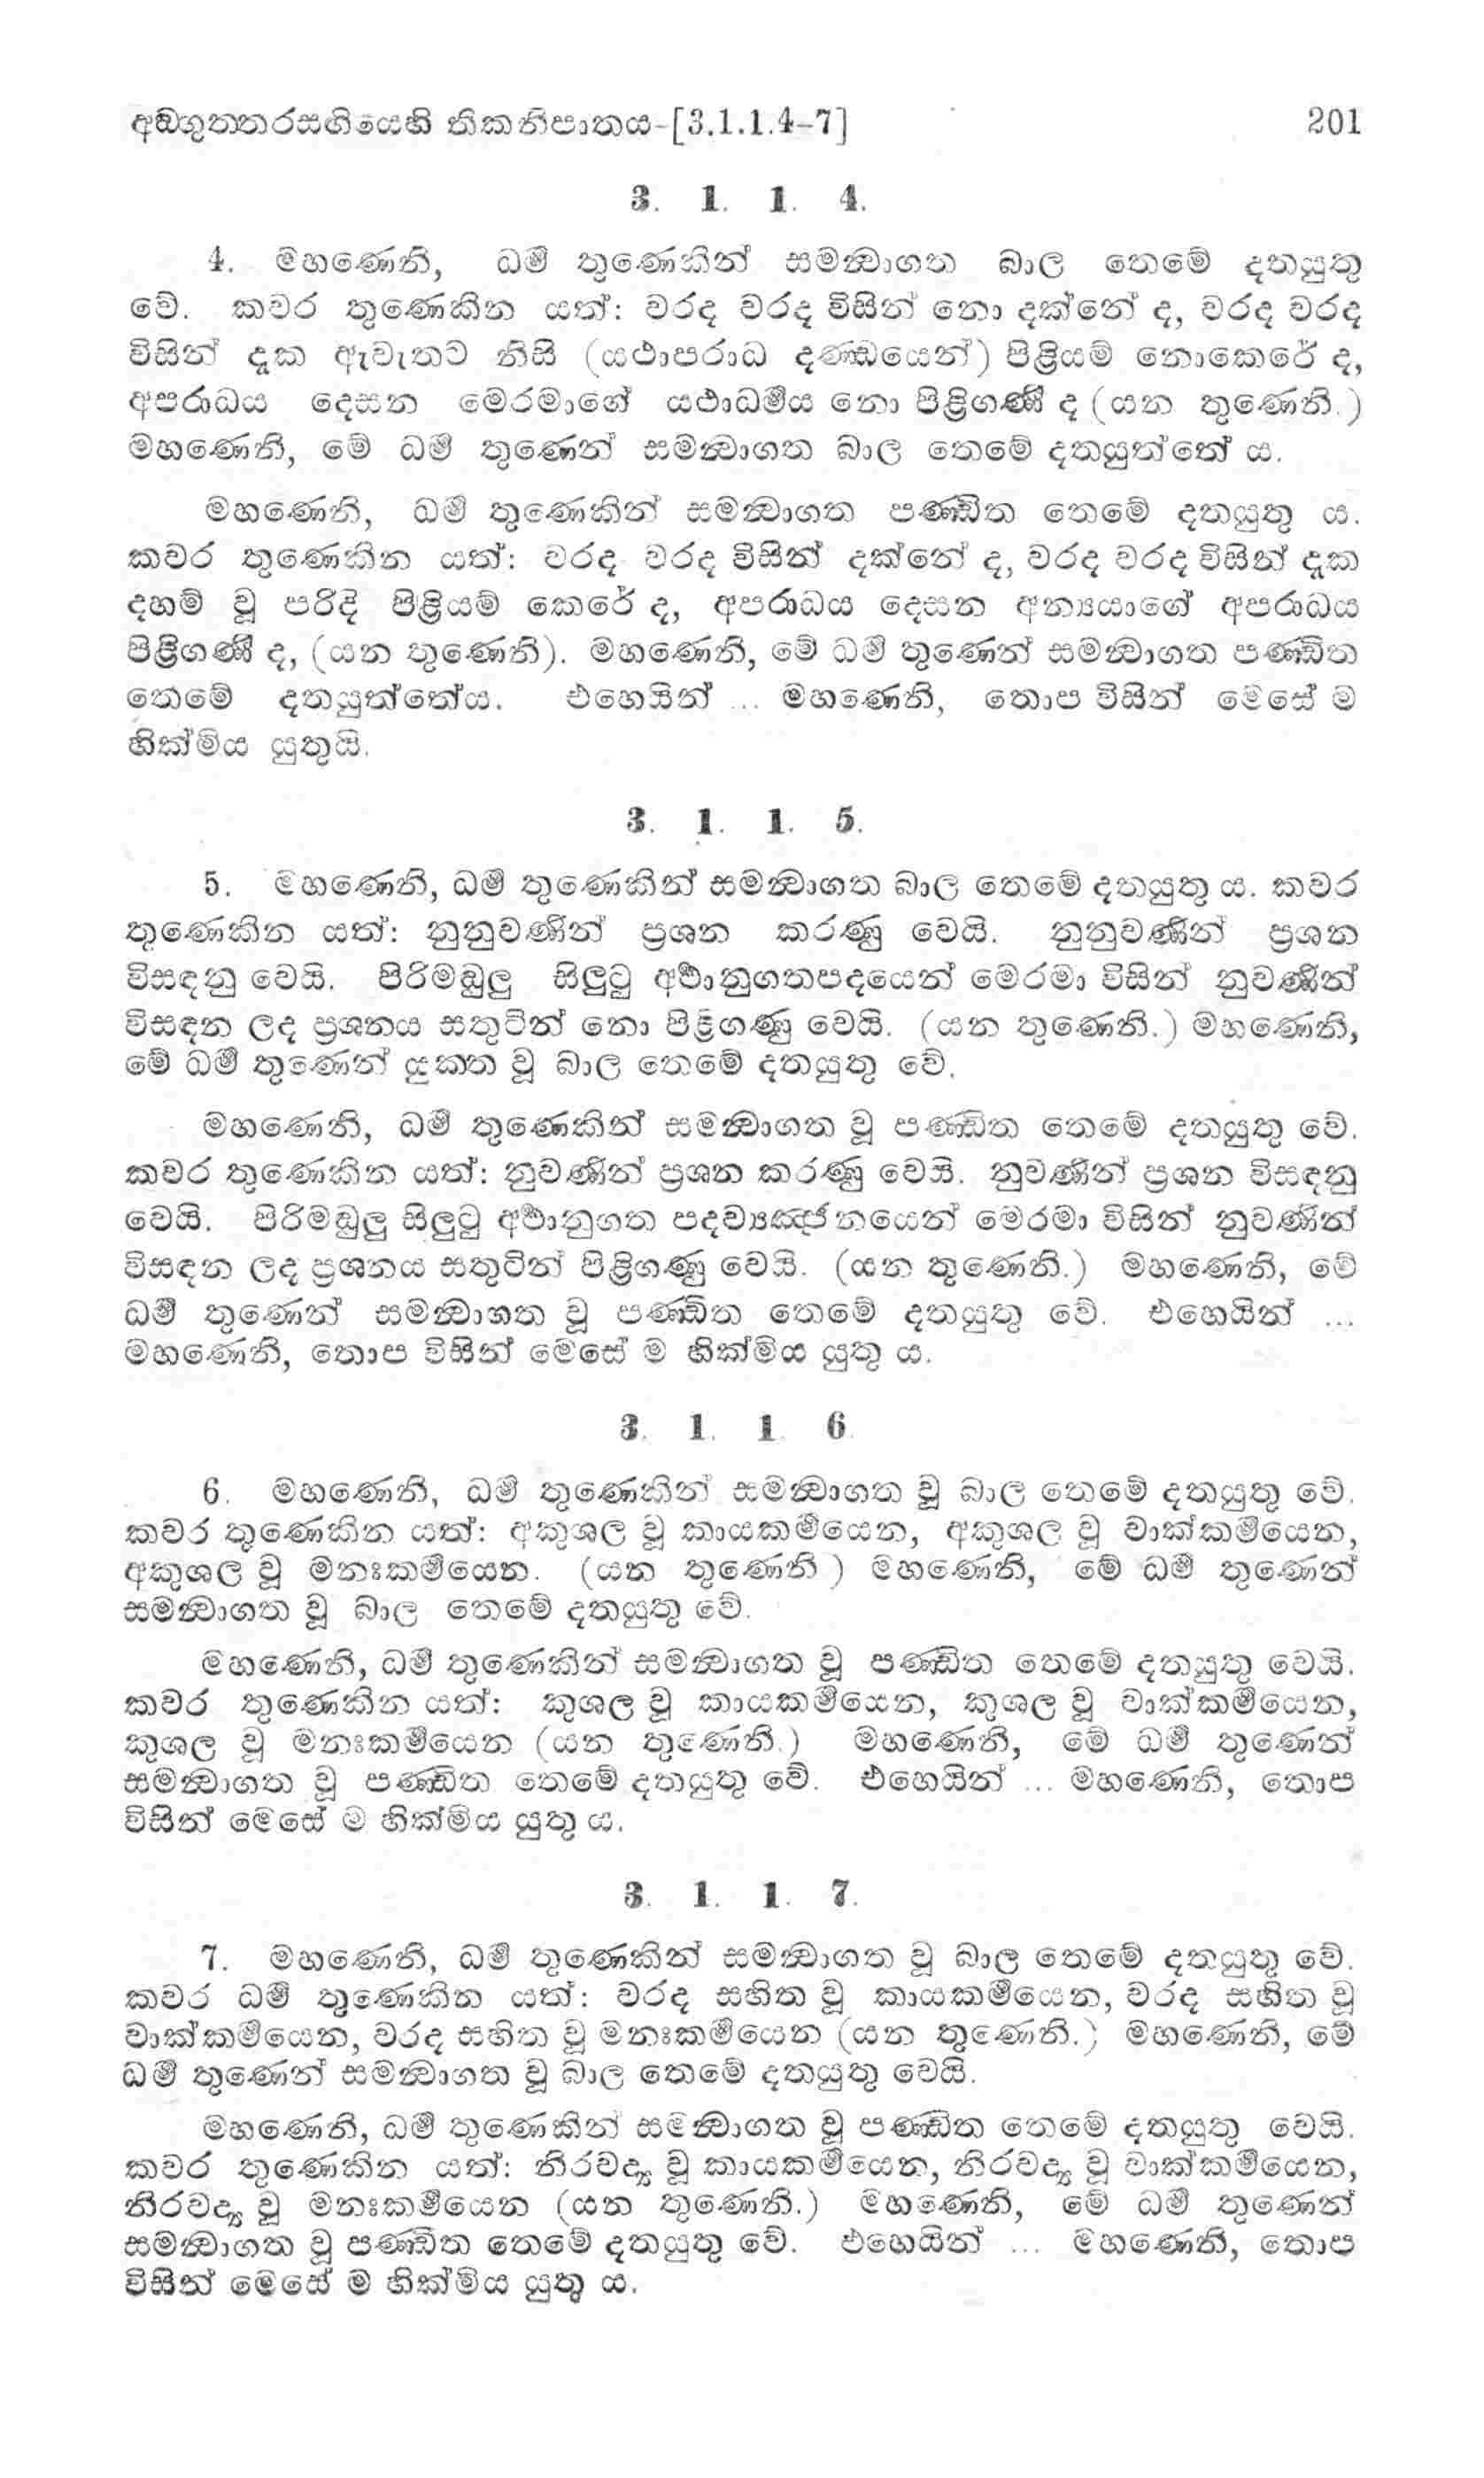 අඞ්ගුත්තරසඟියෙහි තිකනිපාතය-[3.1.1.4-7] 201
3. 1. 1. 4.
4. මහණෙනි, ධර්‍ම තුණෙකින් සමන්‍වාගත බාල තෙමේ දතයුතු
වේ. කවර තුණෙකින යත්: වරද වරද විසින් නො දක්නේ ද, වරද වරද
විසින් දැක ඇවැතට නිසි (යථාපරාධ දණ්ඩයෙන්) පිළියම් නොකෙරේ ද,
අපරාධය දෙසන මෙරමාගේ යථාධර්‍මය නො පිළිගණී ද (යන තුණෙනි.)
මහණෙනි, මේ ධර්‍ම තුණෙන් සමන්‍වාගත බාල තෙමේ දතයුත්තේ ය.
මහණෙනි, ධර්‍ම තුණෙකින් සමන්‍වාගත පණ්ඩිත තෙමේ දතයුතු ය.
කවර තුණෙකින යත්: වරද වරද විසින් දක්නේ ද, වරද වරද විසින් දැක
දහම් වූ පරිදි පිළියම් කෙරේ ද, අපරාධය දෙසන අන්‍යයාගේ අපරාධය
පිළිගණී ද, (යන තුණෙනි). මහණෙනි, මේ ධර්‍ම තුණෙන් සමන්‍වාගත පණ්ඩිත
තෙමේ දතයුත්තේය. එහෙයින් ... මහණෙනි, තොප විසින් මෙසේ ම
හික්මිය යුතුයි.
3. 1. 1. 5.
5. මහණෙනි, ධර්‍ම තුණෙකින් සමන්‍වාගත බාල තෙමේ දතයුතු ය. කවර
තුණෙකින යත්: නුනුවණින් ප්‍රශන කරණු වෙයි. නුනුවණින් ප්‍රශන
විසඳනු වෙයි. පිරිමඬුලු සිලුටු අර්‍ථානුගතපදයෙන් මෙරමා විසින් නුවණින්
විසඳන ලද ප්‍රශනය සතුටින් නො පිළිගණු වෙයි. (යන තුණෙනි.) මහණෙනි,
මේ ධර්‍ම තුණෙන් යුක්ත වූ බාල තෙමේ දතයුතු වේ.
මහණෙනි, ධර්‍ම තුණෙකින් සමන්‍වාගත වූ පණ්ඩිත තෙමේ දතයුතු වේ.
කවර තුණෙකින යත්: නුවණින් ප්‍රශන කරණු වෙයි. නුවණින් ප්‍රශන විසඳනු
වෙයි. පිරිමඬුලු සිලුටු අර්‍ථානුගත පදව්‍යඤ්ජනයෙන් මෙරමා විසින් නුවණින්
විසඳන ලද ප්‍රශනය සතුටින් පිළිගණු වෙයි. (යන තුණෙනි.) මහණෙනි, මේ
ධර්‍ම තුණෙන් සමන්‍වාගත වූ පණ්ඩිත තෙමේ දතයුතු වේ. එහෙයින් ...
මහණෙනි, තොප විසින් මෙසේ ම හික්මිය යුතු ය.
3. 1. 1 6
6. මහණෙනි, ධර්‍ම තුණෙකින් සමන්‍වාගත වූ බාල තෙමේ දතයුතු වේ.
කවර තුණෙකින යත්: අකුශල වූ කායකර්‍මයෙන, අකුශල වූ වාක්කර්‍මයෙන,
අකුශල වූ මනඃකර්‍මයෙන. (යන තුණෙනි ) මහණෙනි, මේ ධර්‍ම තුණෙන්
සමන්‍වාගත වූ බාල තෙමේ දතයුතු වේ.
මහණෙනි, ධර්‍ම තුණෙකින් සමන්‍වාගත වූ පණ්ඩිත තෙමේ දතයුතු වෙයි.
කවර තුණෙකින යත්: කුශල වූ කායකර්‍මයෙන, කුශල වූ වාක්කර්‍මයෙන,
කුශල වූ මනඃකර්‍මයෙන (යන තුණෙනි.) මහණෙනි, මේ ධර්‍ම තුණෙන්
සමන්‍වාගත වූ පණ්ඩිත තෙමේ දතයුතු වේ. එහෙයින් ... මහණෙනි, තොප
විසින් මෙසේ ම හික්මිය යුතු ය.
3. 1. 1. 7.
7. මහණෙනි, ධර්‍ම තුණෙකින් සමන්‍වාගත වූ බාල තෙමේ දතයුතු වේ.
කවර ධර්‍ම තුණෙකින යත්: වරද සහිත වූ කායකර්‍මයෙන, වරද සහිත වූ
වාක්කර්‍මයෙන, වරද සහිත වූ මනඃකර්‍මයෙන (යන තුණෙනි.) මහණෙනි, මේ
ධර්‍ම තුණෙන් සමන්‍වාගත වූ බාල තෙමේ දතයුතු වෙයි.
මහණෙනි, ධර්‍ම තුණෙකින් සමන්‍වාගත වූ පණ්ඩිත තෙමේ දතයුතු වෙයි.
කවර තුණෙකින යත්: නිරවද්‍ය වූ කායකර්‍මයෙන, නිරවද්‍ය වූ වාක්කර්‍මයෙන,
නිරවද්‍ය වූ මනඃකර්‍මයෙන (යන තුණෙනි.) මහණෙනි, මේ ධර්‍ම තුණෙන්
සමන්‍වාගත වූ පණ්ඩිත තෙමේ දතයුතු වේ. එහෙයින් ... මහණෙනි, තොප
විසින් මෙසේ ම හික්මිය යුතු ය.